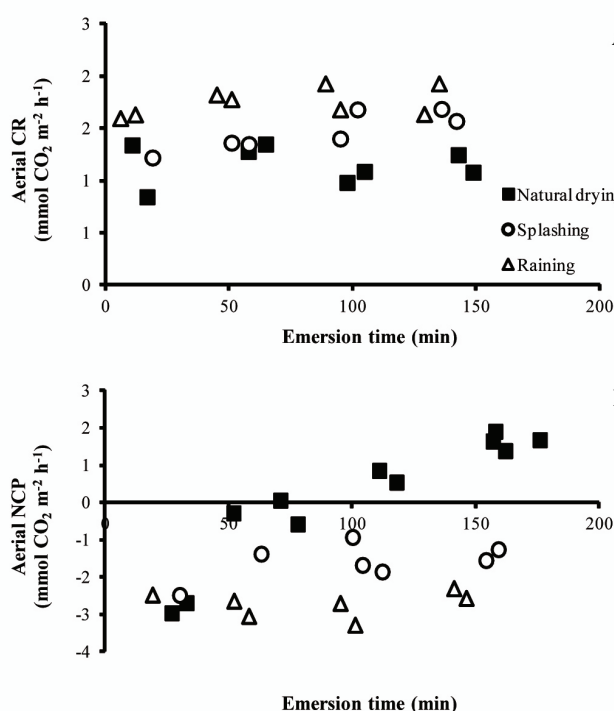 3
2
2
1
1
0
Aerial CR
(mmol CO₂ m⁻² h⁻¹)
Natural dryin
Splashing
Raining
0 50 100 150 200
Emersion time (min)
3
2
1
0
-1
-2
-3
-4
Aerial NCP
(mmol CO₂ m⁻² h⁻¹)
0 50 100 150 200
Emersion time (min)